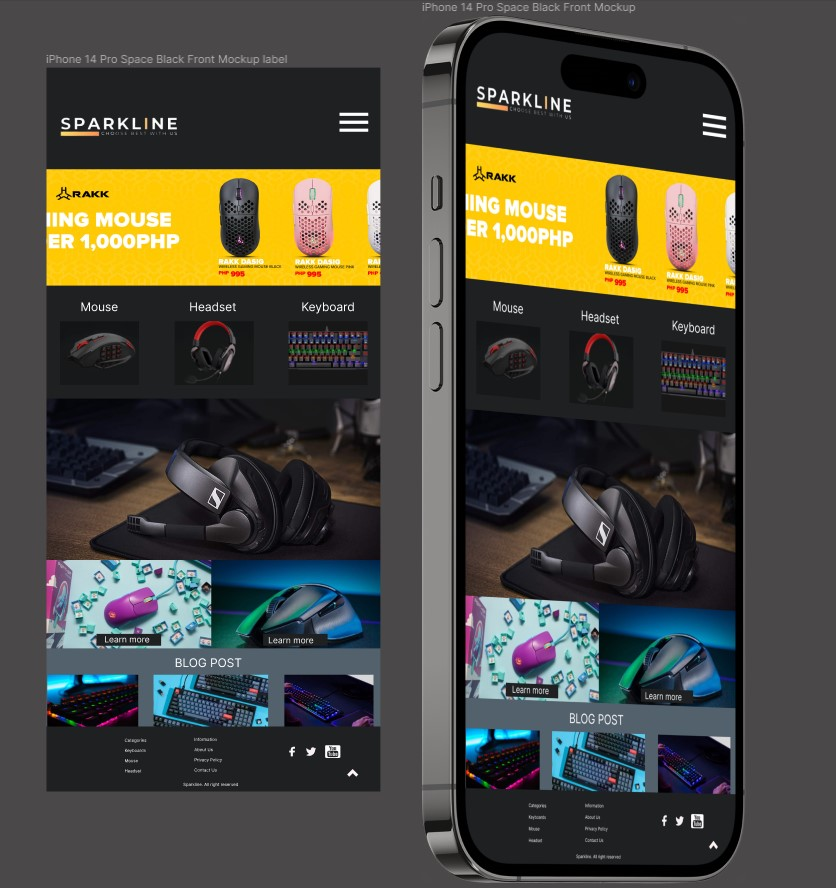 iPhone 14 Pro Space Black Front Mockup label
SPARKLINE
CHOOSE BEST WITH US
RAKK
ING MOUSE
ER 1,000PHP
RAKK DASIG
WIRELESS GAMING MOUSE BLACK
PHP 995
RAKK DASIG
WIRELESS GAMING MOUSE PINK
PHP 995
PHP
Mouse
Headset
Keyboard
Learn more
Learn more
BLOG POST
Categories
Keyboards
Mouse
Headset
Information
About Us
Privacy Policy
Contact Us
You
Tube
Sparkline. All right reserved
iPhone 14 Pro Space Black Front Mockup
SPARKLINE
CHOOSE BEST WITH US
RAKK
ING MOUSE
ER 1,000PHP
RAKK DASIG
WIRELESS GAMING MOUSE BLACK
PHP 995
RAKK DASIG
WIRELESS GAMING MOUSE PINK
PHP 995
PHP
Mouse
Headset
Keyboard
Learn more
Learn more
BLOG POST
Categories
Keyboards
Mouse
Headset
Information
About Us
Privacy Policy
Contact Us
You
Tube
Sparkline. All right reserved